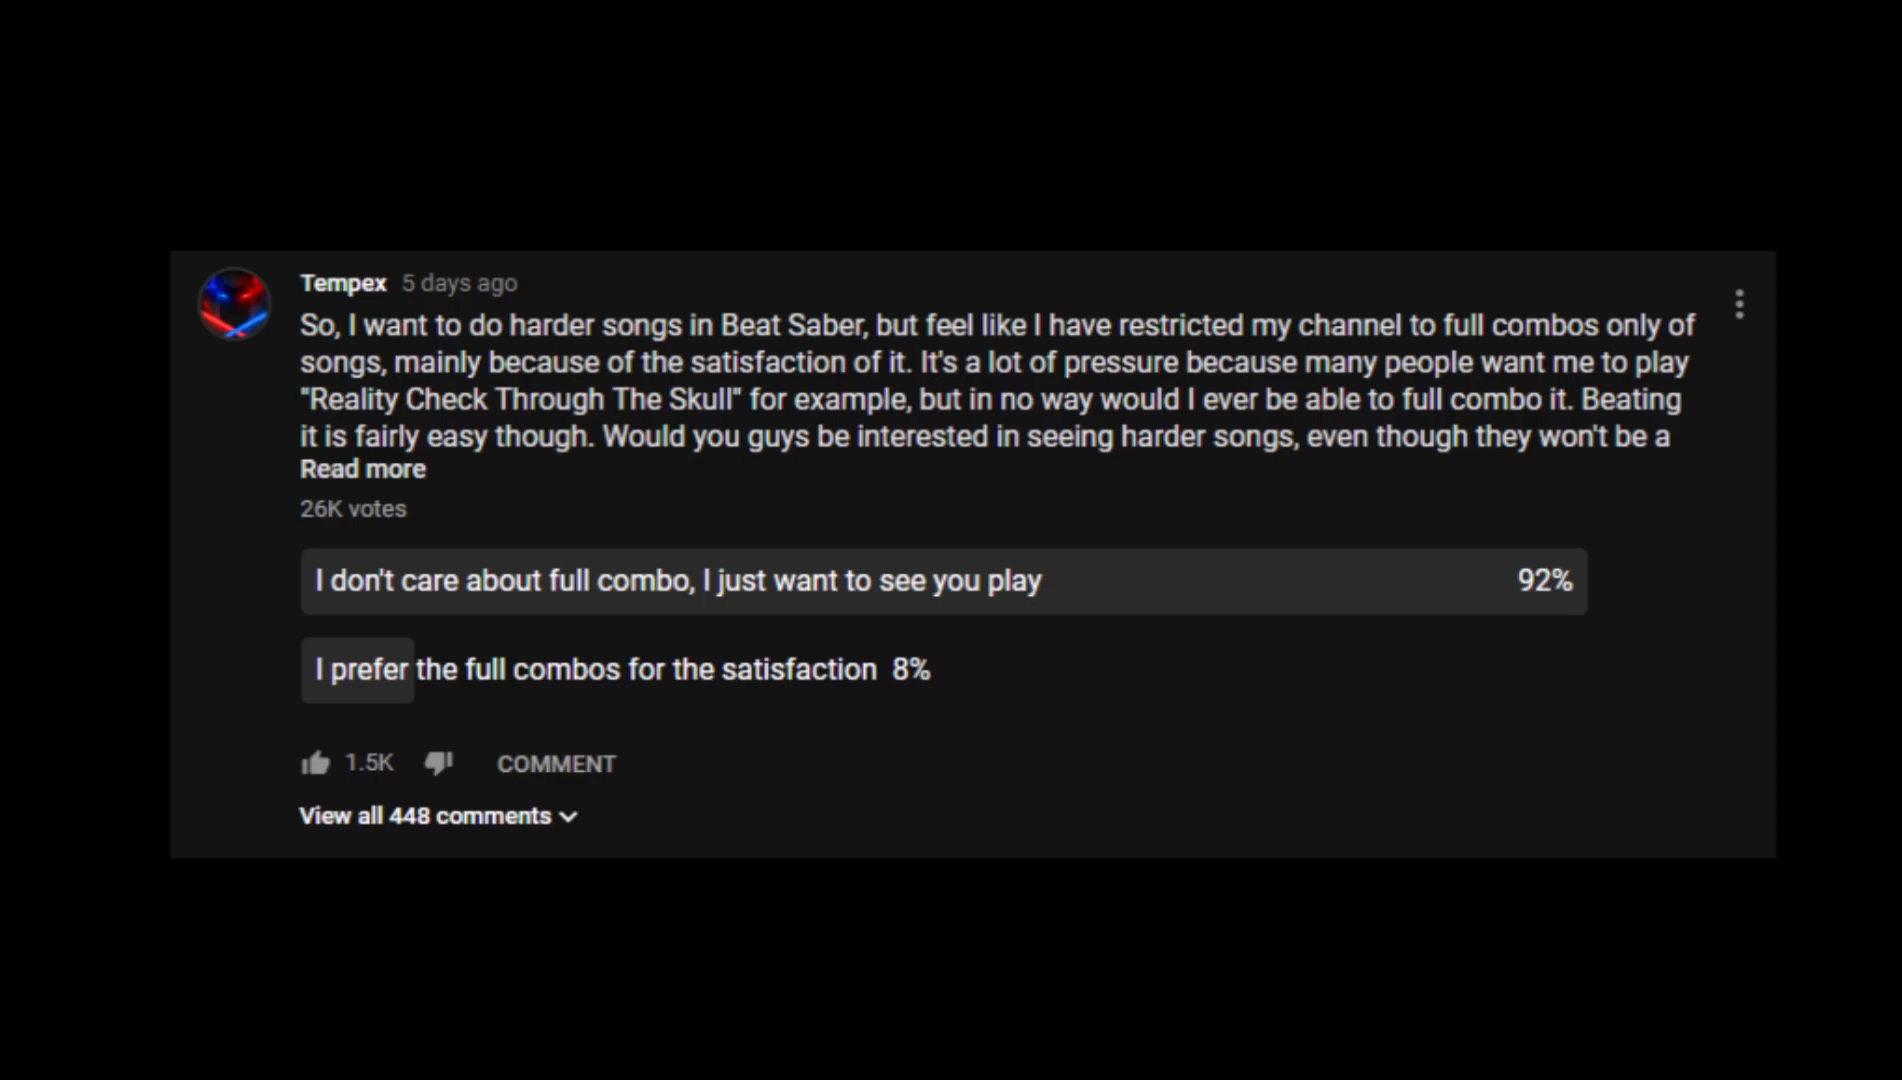 Tempex 5 days ago
So, I want to do harder songs in Beat Saber, but feel like I have restricted my channel to full combos only of
songs, mainly because of the satisfaction of it. It's a lot of pressure because many people want me to play
"Reality Check Through The Skull" for example, but in no way would I ever be able to full combo it. Beating
it is fairly easy though. Would you guys be interested in seeing harder songs, even though they won't be a
Read more
26K votes
I don't care about full combo, I just want to see you play 92%
I prefer the full combos for the satisfaction 8%
1.5K COMMENT
View all 448 comments